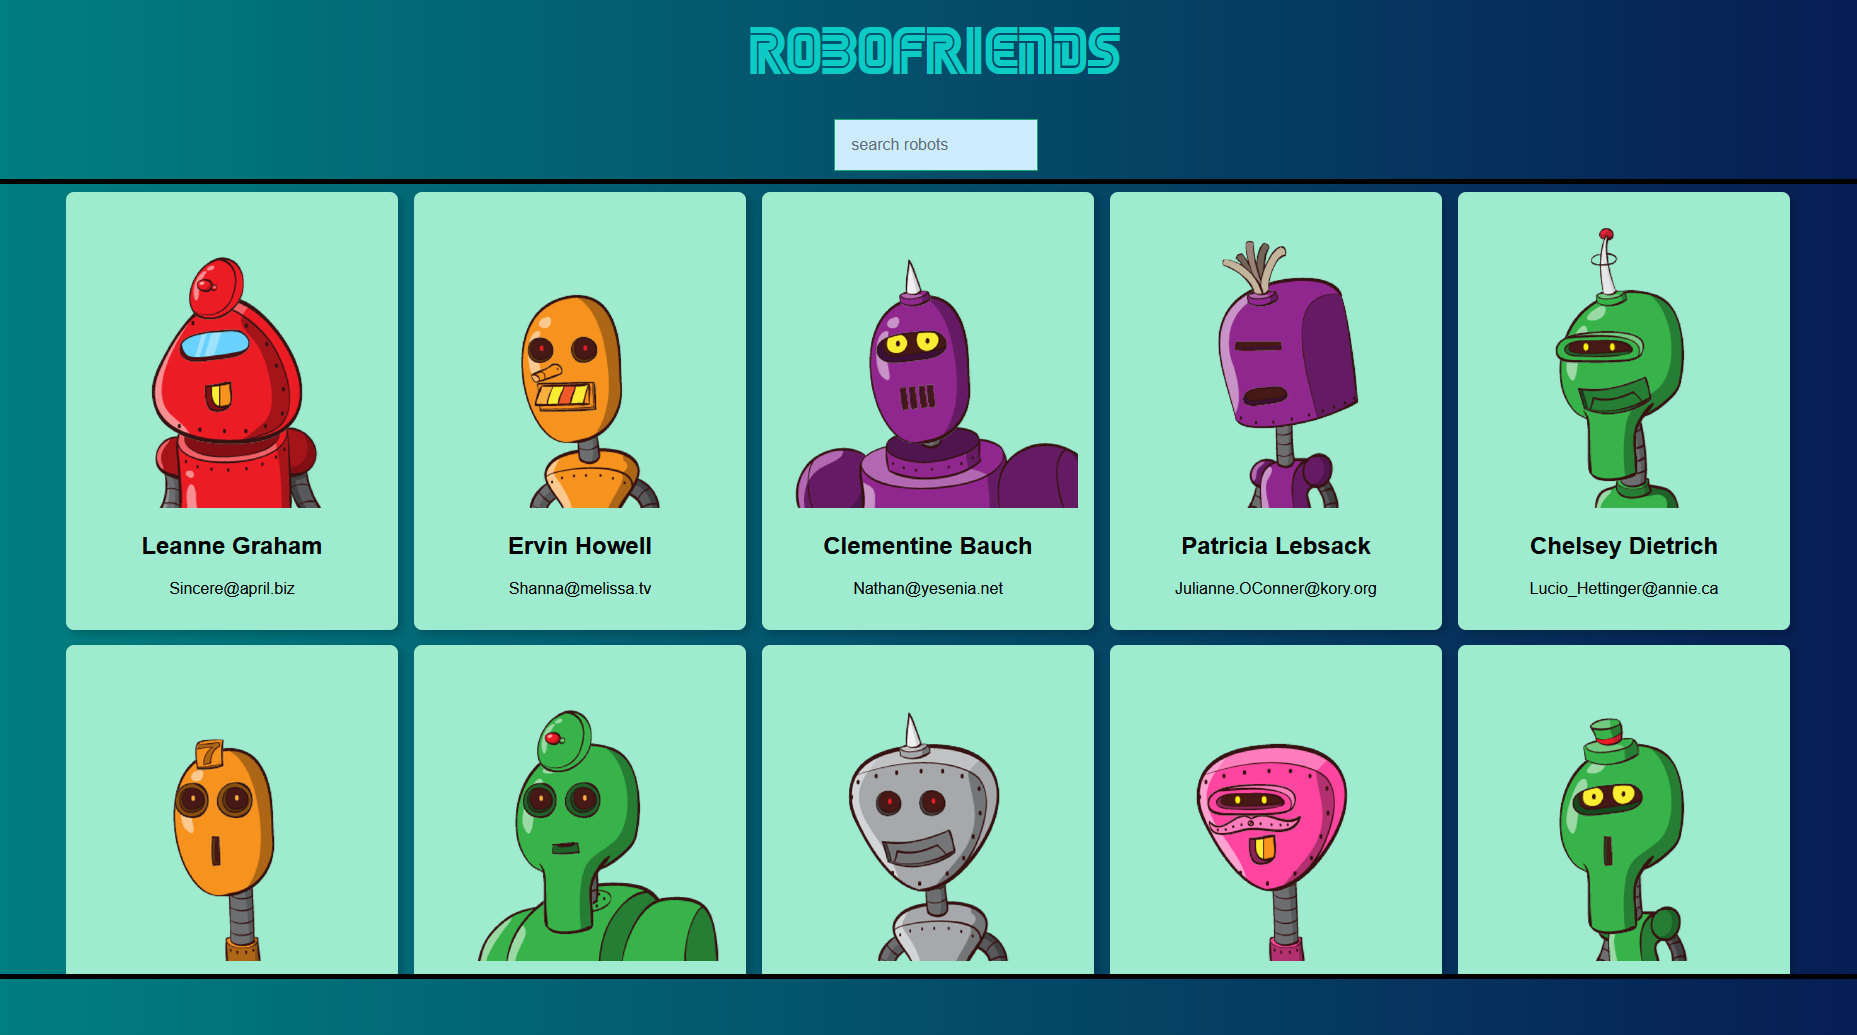 ROBOFRIENDS
search robots
Leanne Graham
Sincere@april.biz
Ervin Howell
Shanna@melissa.tv
Clementine Bauch
Nathan@yesenia.net
Patricia Lebsack
Julianne.OConner@kory.org
Chelsey Dietrich
Lucio_Hettinger@annie.ca
7